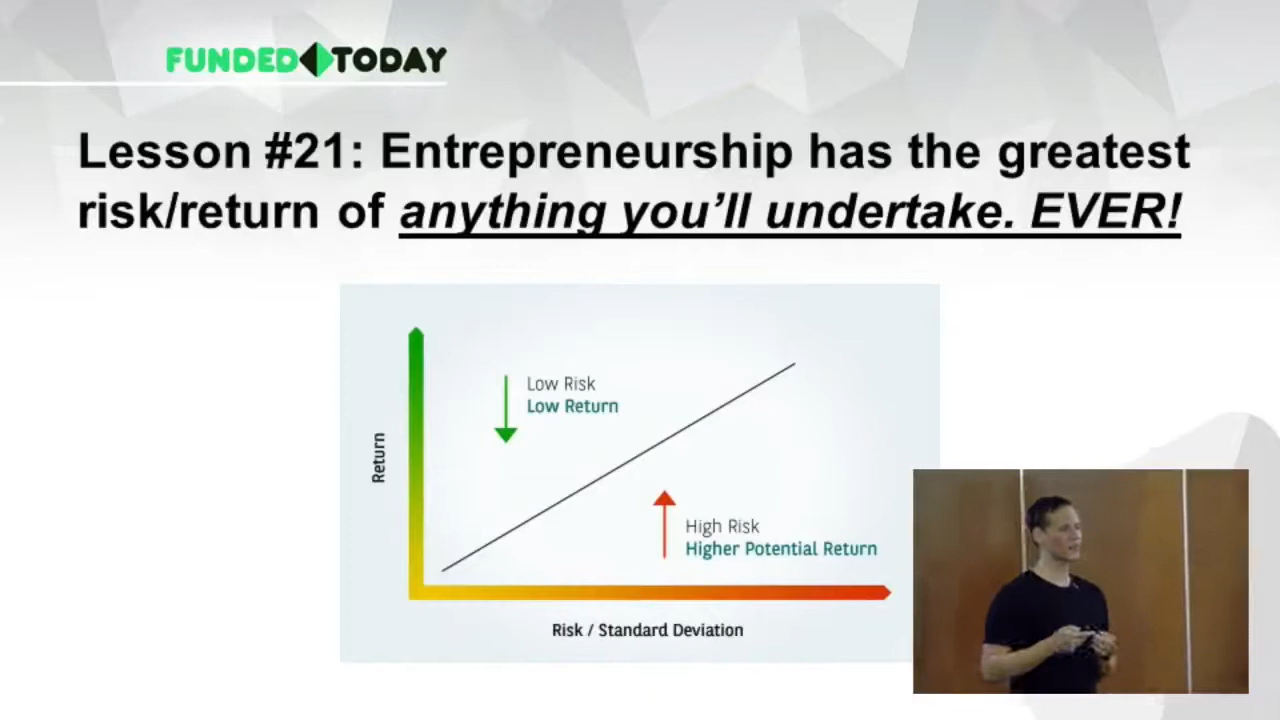 FUNDED TODAY
Lesson #21: Entrepreneurship has the greatest
risk/return of anything you'll undertake. EVER!
Low Risk
Low Return
Return
High Risk
Higher Potential Return
Risk / Standard Deviation